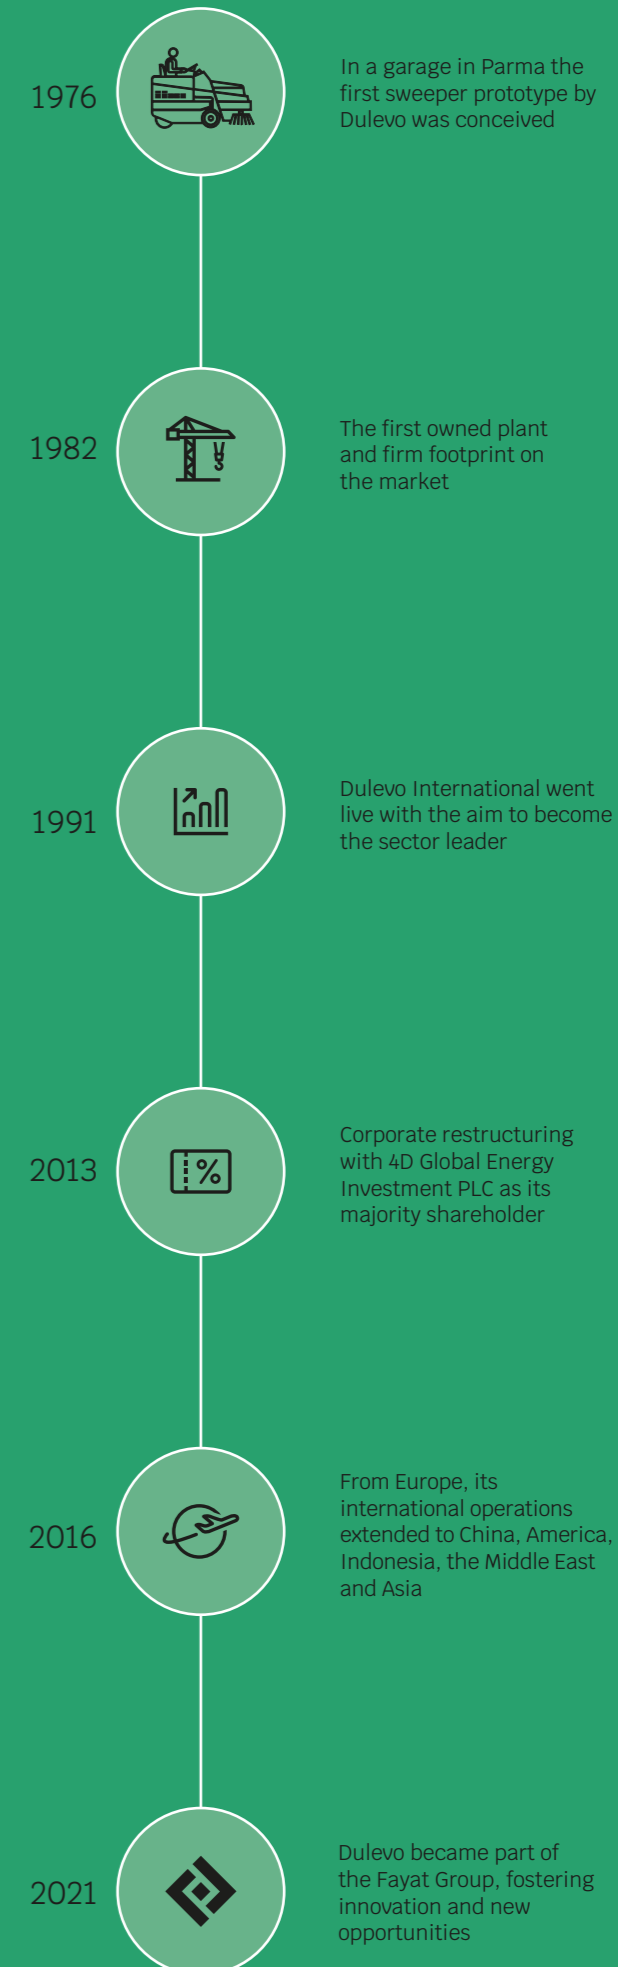 1976
In a garage in Parma the
first sweeper prototype by
Dulevo was conceived
1982
The first owned plant
and firm footprint on
the market
1991
Dulevo International went
live with the aim to become
the sector leader
2013
Corporate restructuring
with 4D Global Energy
Investment PLC as its
majority shareholder
2016
From Europe, its
international operations
extended to China, America,
Indonesia, the Middle East
and Asia
2021
Dulevo became part of
the Fayat Group, fostering
innovation and new
opportunities